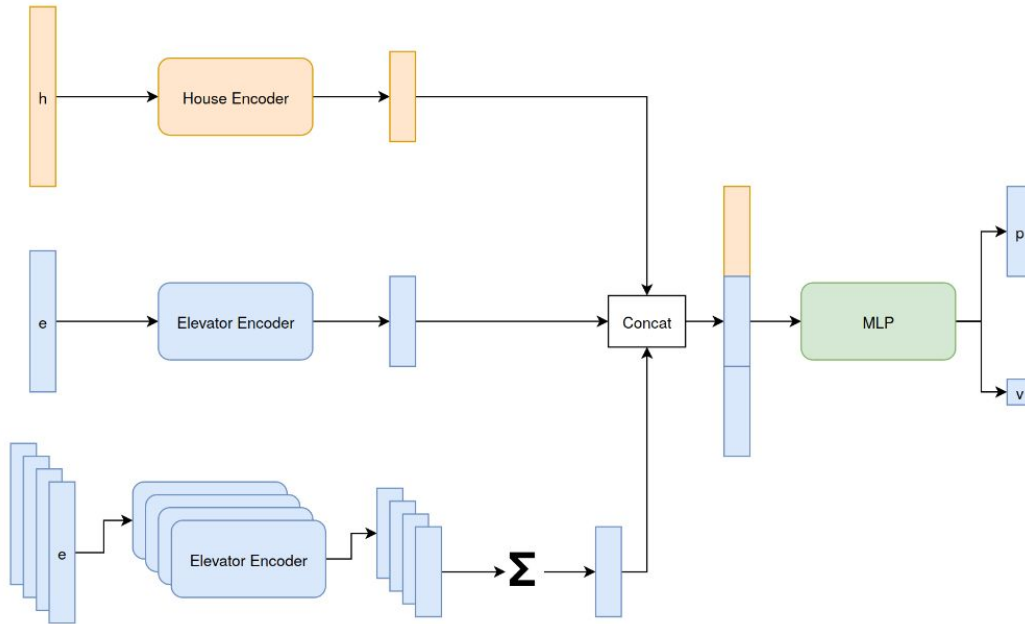 h
House Encoder
e
Elevator Encoder
Concat
MLP
p
v
e
Elevator Encoder
Σ